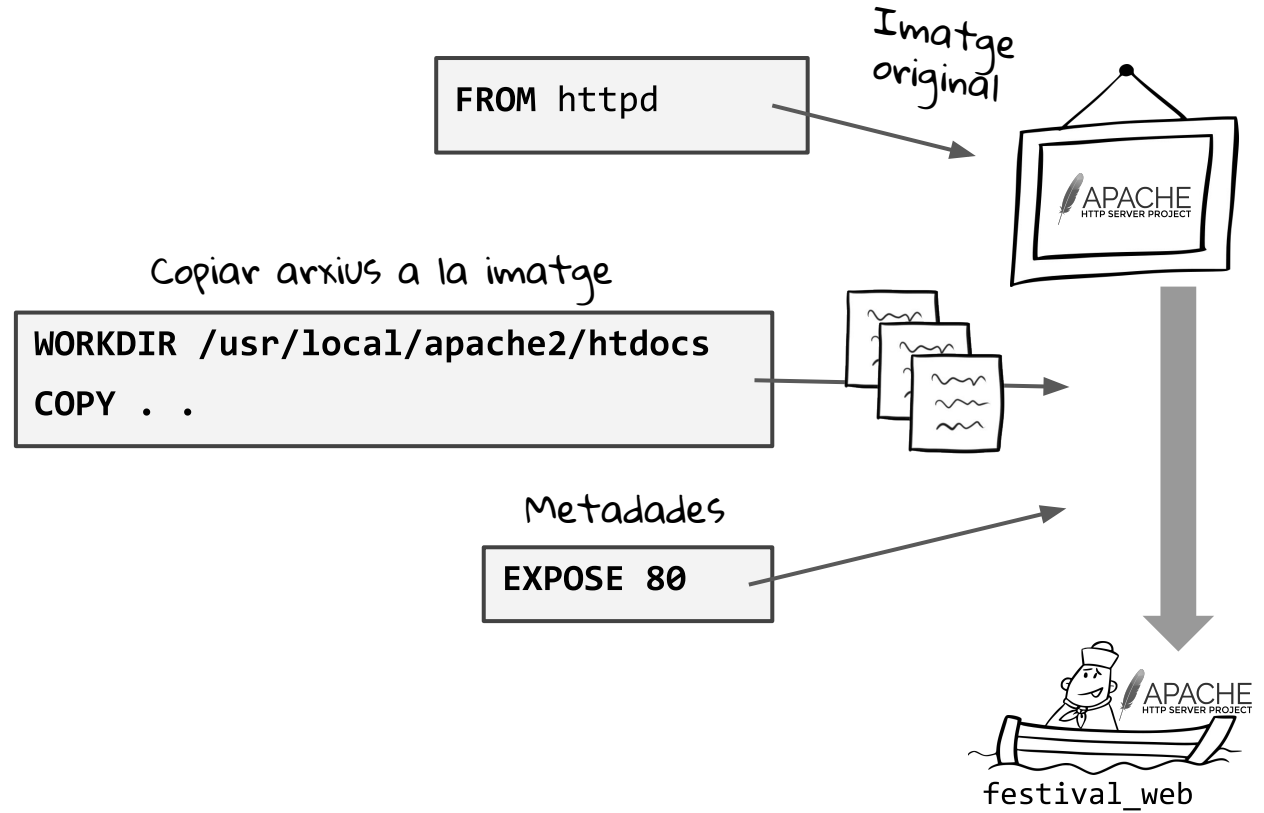 Imatge
original
FROM httpd
APACHE
HTTP SERVER PROJECT
Copiar arxius a la imatge
WORKDIR /usr/local/apache2/htdocs
COPY . .
Metadades
EXPOSE 80
APACHE
HTTP SERVER PROJECT
festival_web